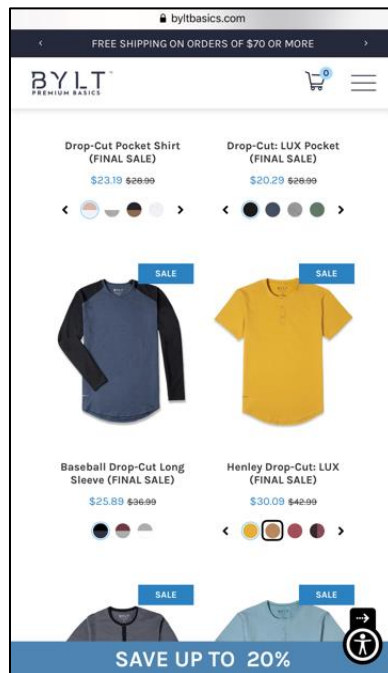 byltbasics.com
FREE SHIPPING ON ORDERS OF $70 OR MORE
BYLT
PREMIUM BASICS
0
Drop-Cut Pocket Shirt
(FINAL SALE)
$23.19 $28.99
Drop-Cut: LUX Pocket
(FINAL SALE)
$20.29 $28.99
SALE
SALE
Baseball Drop-Cut Long
Sleeve (FINAL SALE)
$25.89 $36.99
Henley Drop-Cut: LUX
(FINAL SALE)
$30.09 $42.99
SALE
SALE
SAVE UP TO 20%